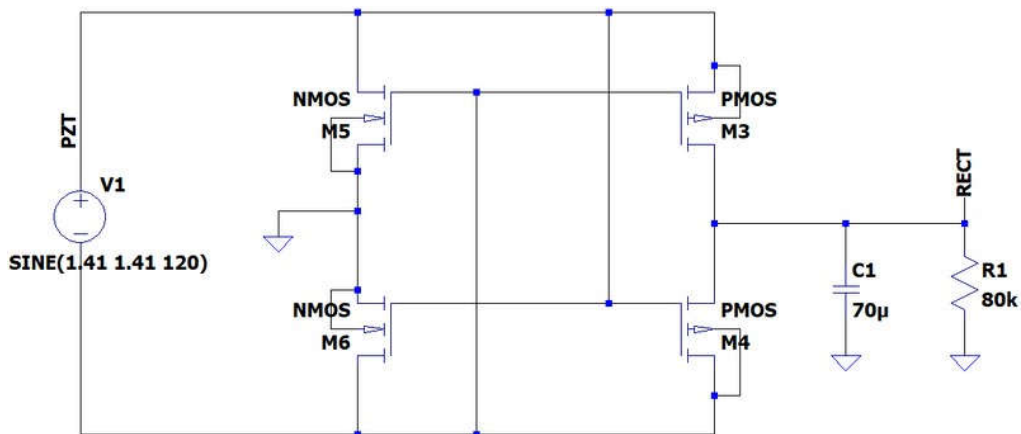 NMOS
PMOS
M5
M3
PZT
V1
RECT
SINE(1.41 1.41 120)
C1
R1
70µ
80k
NMOS
PMOS
M6
M4